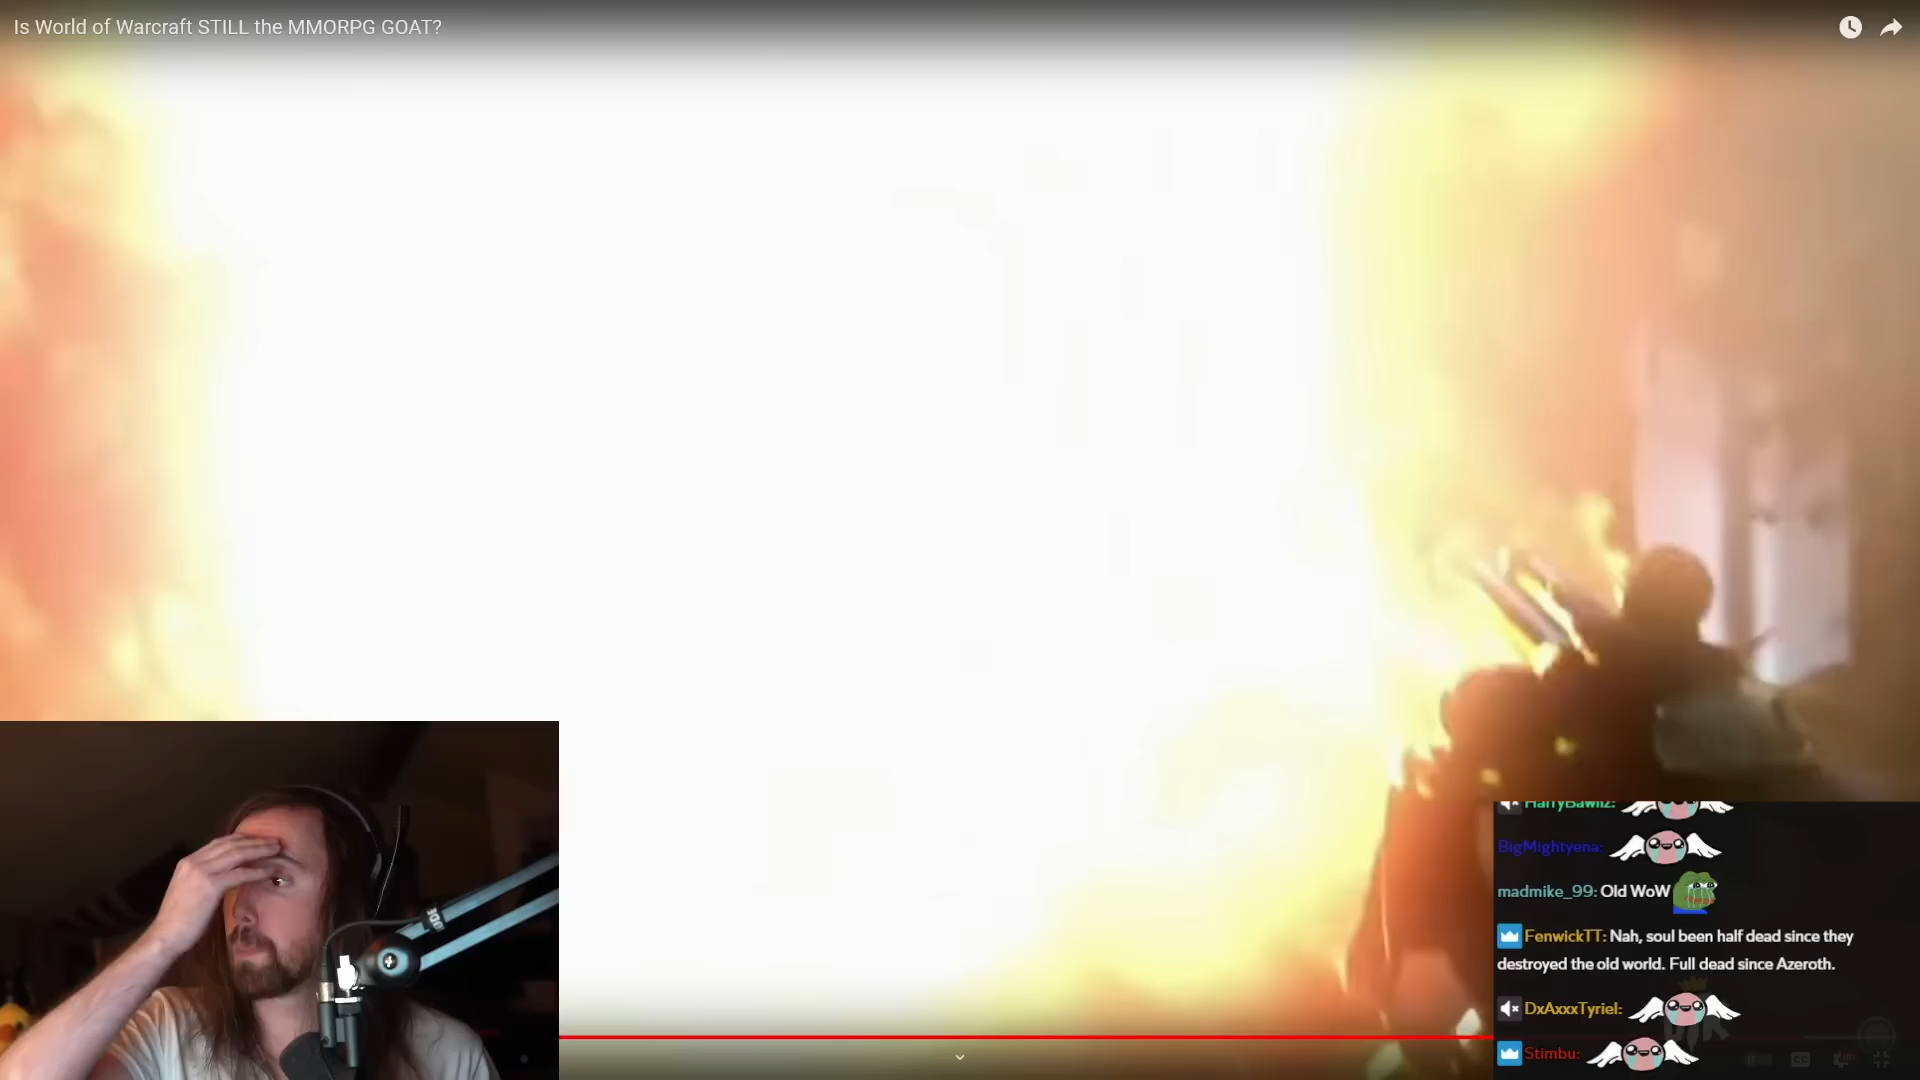 Is World of Warcraft STILL the MMORPG GOAT?
HarryBawlz:
BigMightyena:
madmike_99: Old WoW
FenwickTT: Nah, soul been half dead since they
destroyed the old world. Full dead since Azeroth.
DxAxxxTyriel:
Stimbu: